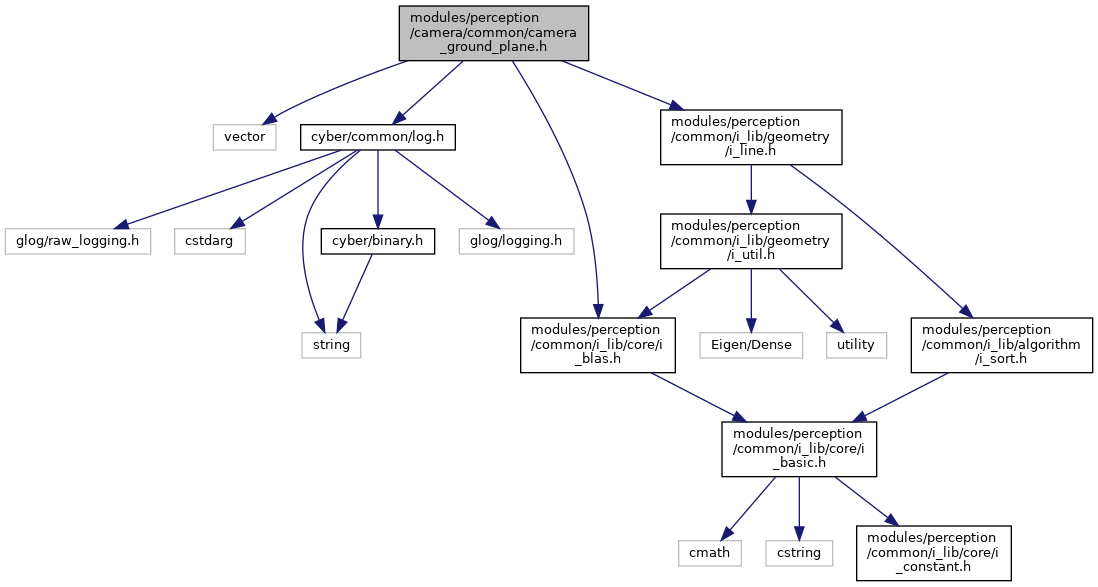 modules/perception
/camera/common/camera
_ground_plane.h
vector
cyber/common/log.h
modules/perception
/common/i_lib/geometry
/i_line.h
glog/raw_logging.h
cstdarg
cyber/binary.h
glog/logging.h
modules/perception
/common/i_lib/geometry
/i_util.h
string
modules/perception
/common/i_lib/core/i
_blas.h
Eigen/Dense
utility
modules/perception
/common/i_lib/algorithm
/i_sort.h
modules/perception
/common/i_lib/core/i
_basic.h
cmath
cstring
modules/perception
/common/i_lib/core/i
_constant.h